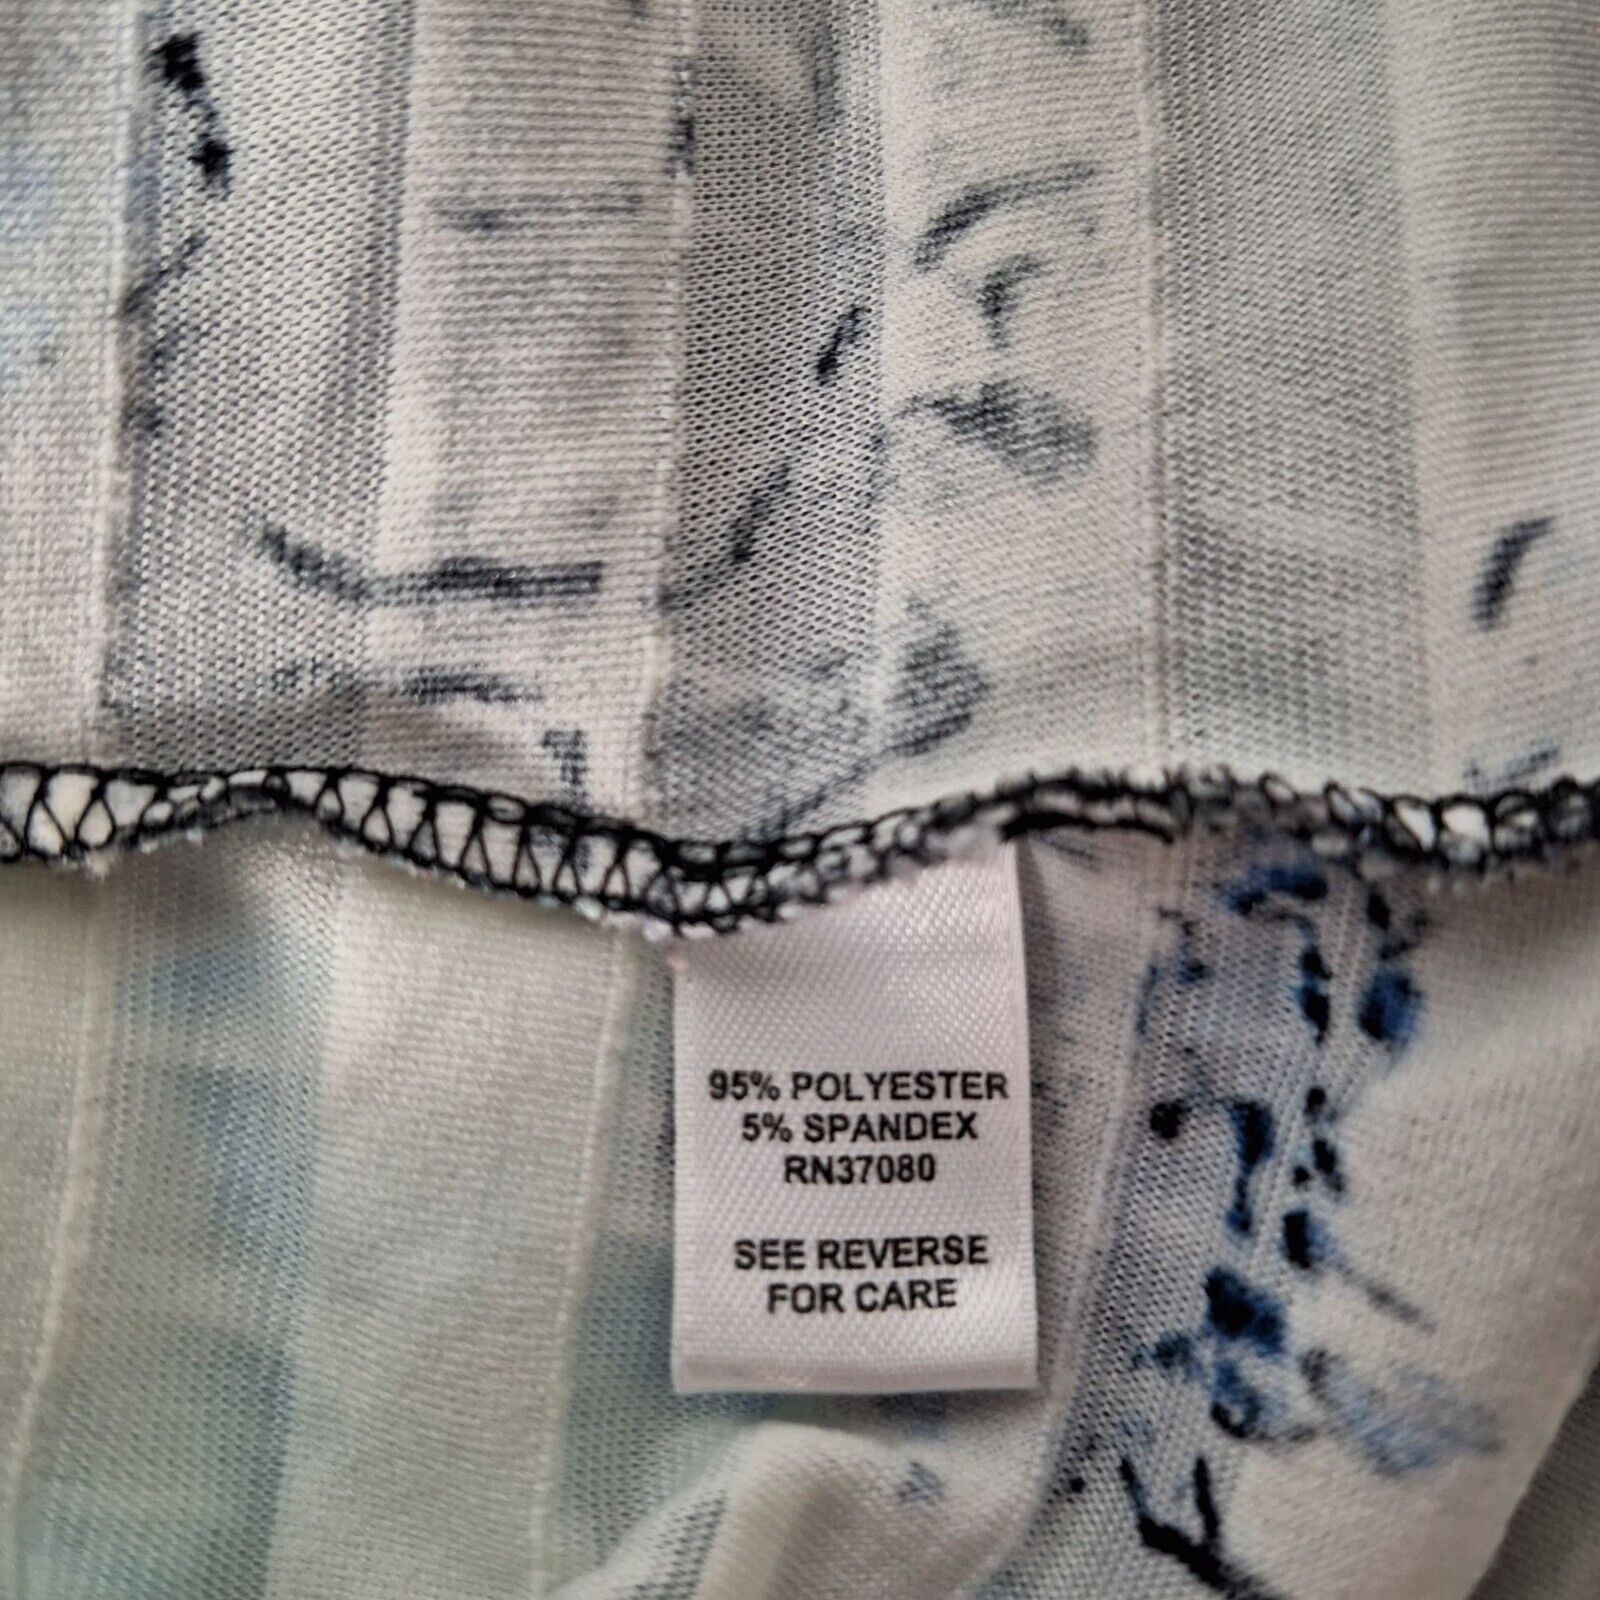 95% POLYESTER
5% SPANDEX
RN37080
SEE REVERSE
FOR CARE